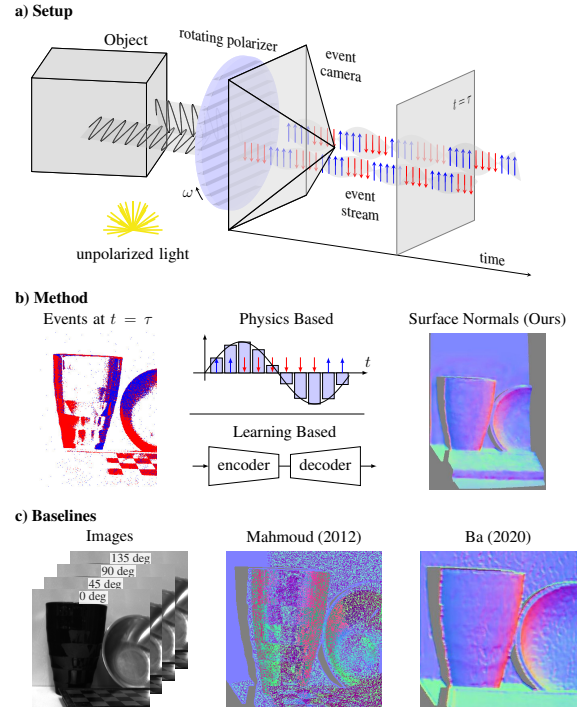 a) Setup
Object
rotating polarizer
event
camera
t = τ
ω
event
stream
unpolarized light
time
b) Method
Events at t = τ
Physics Based
Surface Normals (Ours)
t
Learning Based
encoder
decoder
c) Baselines
Images
Mahmoud (2012)
Ba (2020)
135 deg
90 deg
45 deg
0 deg